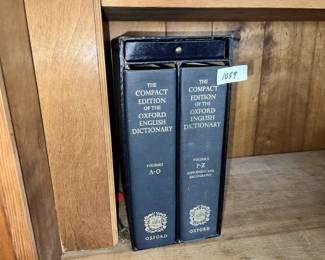 1059
THE
COMPACT
EDITION
OF THE
OXFORD
ENGLISH
DICTIONARY
VOLUME I
A-O
OXFORD
THE
COMPACT
EDITION
OF THE
OXFORD
ENGLISH
DICTIONARY
VOLUME II
P-Z
SUPPLEMENT AND
BIBLIOGRAPHY
OXFORD